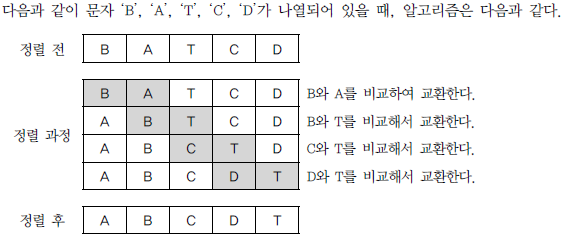 다음과 같이 문자 ‘B’, ‘A’, ‘T’, ‘C’, ‘D’가 나열되어 있을 때, 알고리즘은 다음과 같다.
정렬 전 B A T C D
B A T C D B와 A를 비교하여 교환한다.
정렬 과정 A B T C D B와 T를 비교해서 교환한다.
A B C T D C와 T를 비교해서 교환한다.
A B C D T D와 T를 비교해서 교환한다.
정렬 후 A B C D T